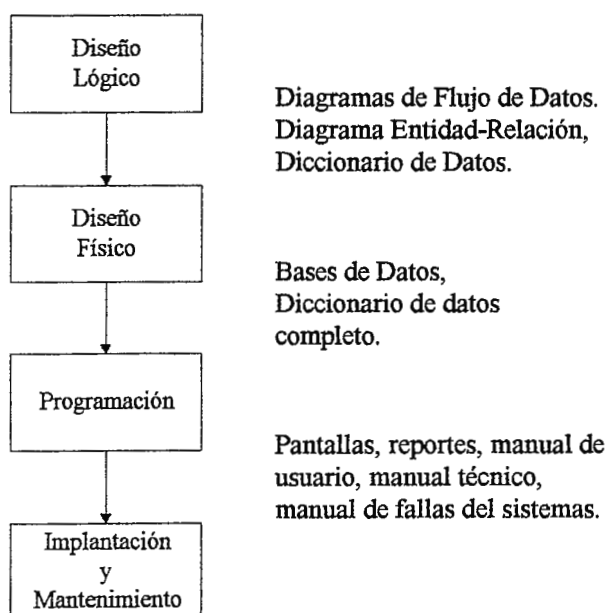 Diseño
Lógico
Diagramas de Flujo de Datos.
Diagrama Entidad-Relación,
Diccionario de Datos.
Diseño
Físico
Bases de Datos,
Diccionario de datos
completo.
Programación
Pantallas, reportes, manual de
usuario, manual técnico,
manual de fallas del sistemas.
Implantación
y
Mantenimiento